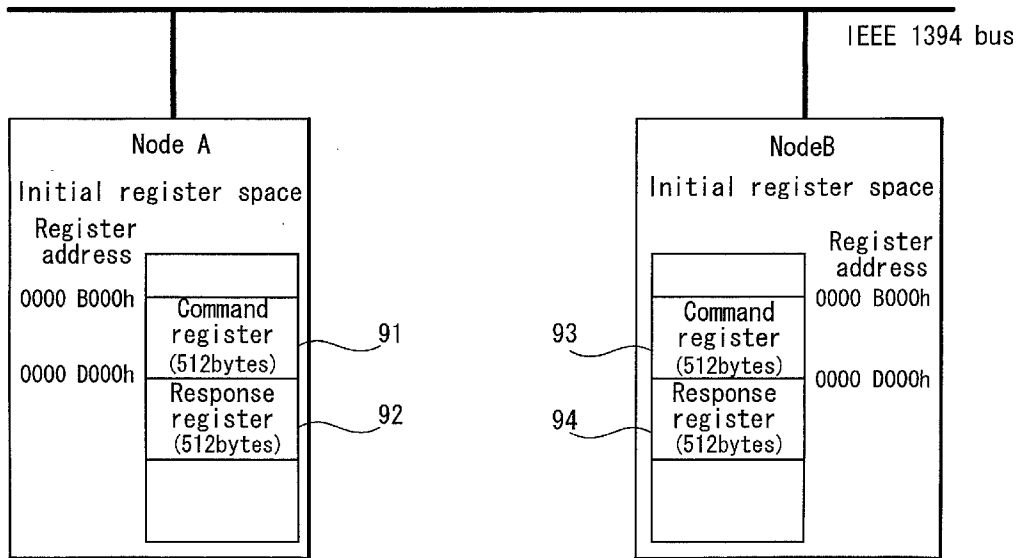 IEEE 1394 bus
Node A
Initial register space
Register
address
0000 B000h
Command
register
(512bytes)
91
0000 D000h
Response
register
(512bytes)
92
NodeB
Initial register space
Register
address
93
Command
register
(512bytes)
0000 B000h
94
Response
register
(512bytes)
0000 D000h